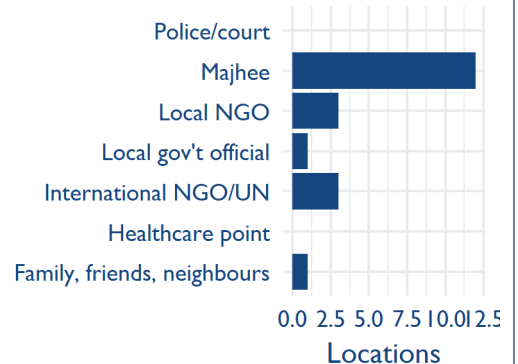 Police/court
Majhee
Local NGO
Local gov't official
International NGO/UN
Healthcare point
Family, friends, neighbours
0.0 2.5 5.0 7.5 10.0 12.5
Locations